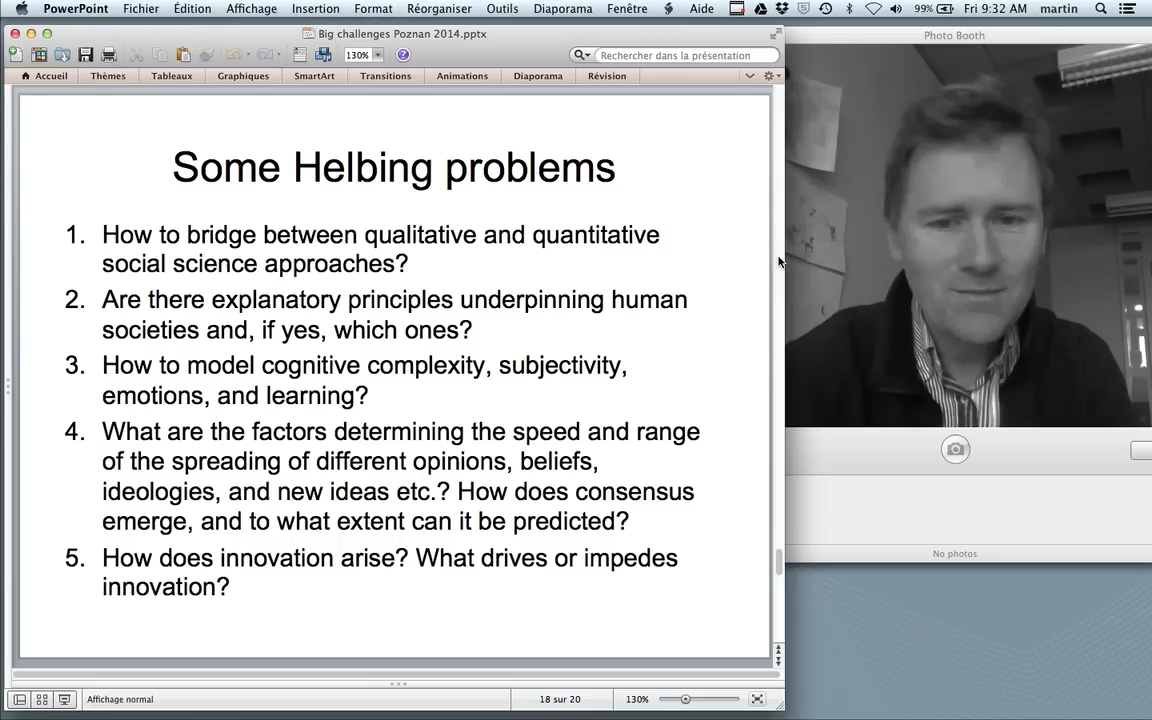 PowerPoint Fichier Édition Affichage Insertion Format Réorganiser Outils Diaporama Fenêtre Aide 99% Fri 9:32 AM martin
Big challenges Poznan 2014.pptx
Photo Booth
130%
Rechercher dans la présentation
Accueil Thèmes Tableaux Graphiques SmartArt Transitions Animations Diaporama Révision
Some Helbing problems
1. How to bridge between qualitative and quantitative
social science approaches?
2. Are there explanatory principles underpinning human
societies and, if yes, which ones?
3. How to model cognitive complexity, subjectivity,
emotions, and learning?
4. What are the factors determining the speed and range
of the spreading of different opinions, beliefs,
ideologies, and new ideas etc.? How does consensus
emerge, and to what extent can it be predicted?
5. How does innovation arise? What drives or impedes
innovation?
No photos
Affichage normal 18 sur 20 130%